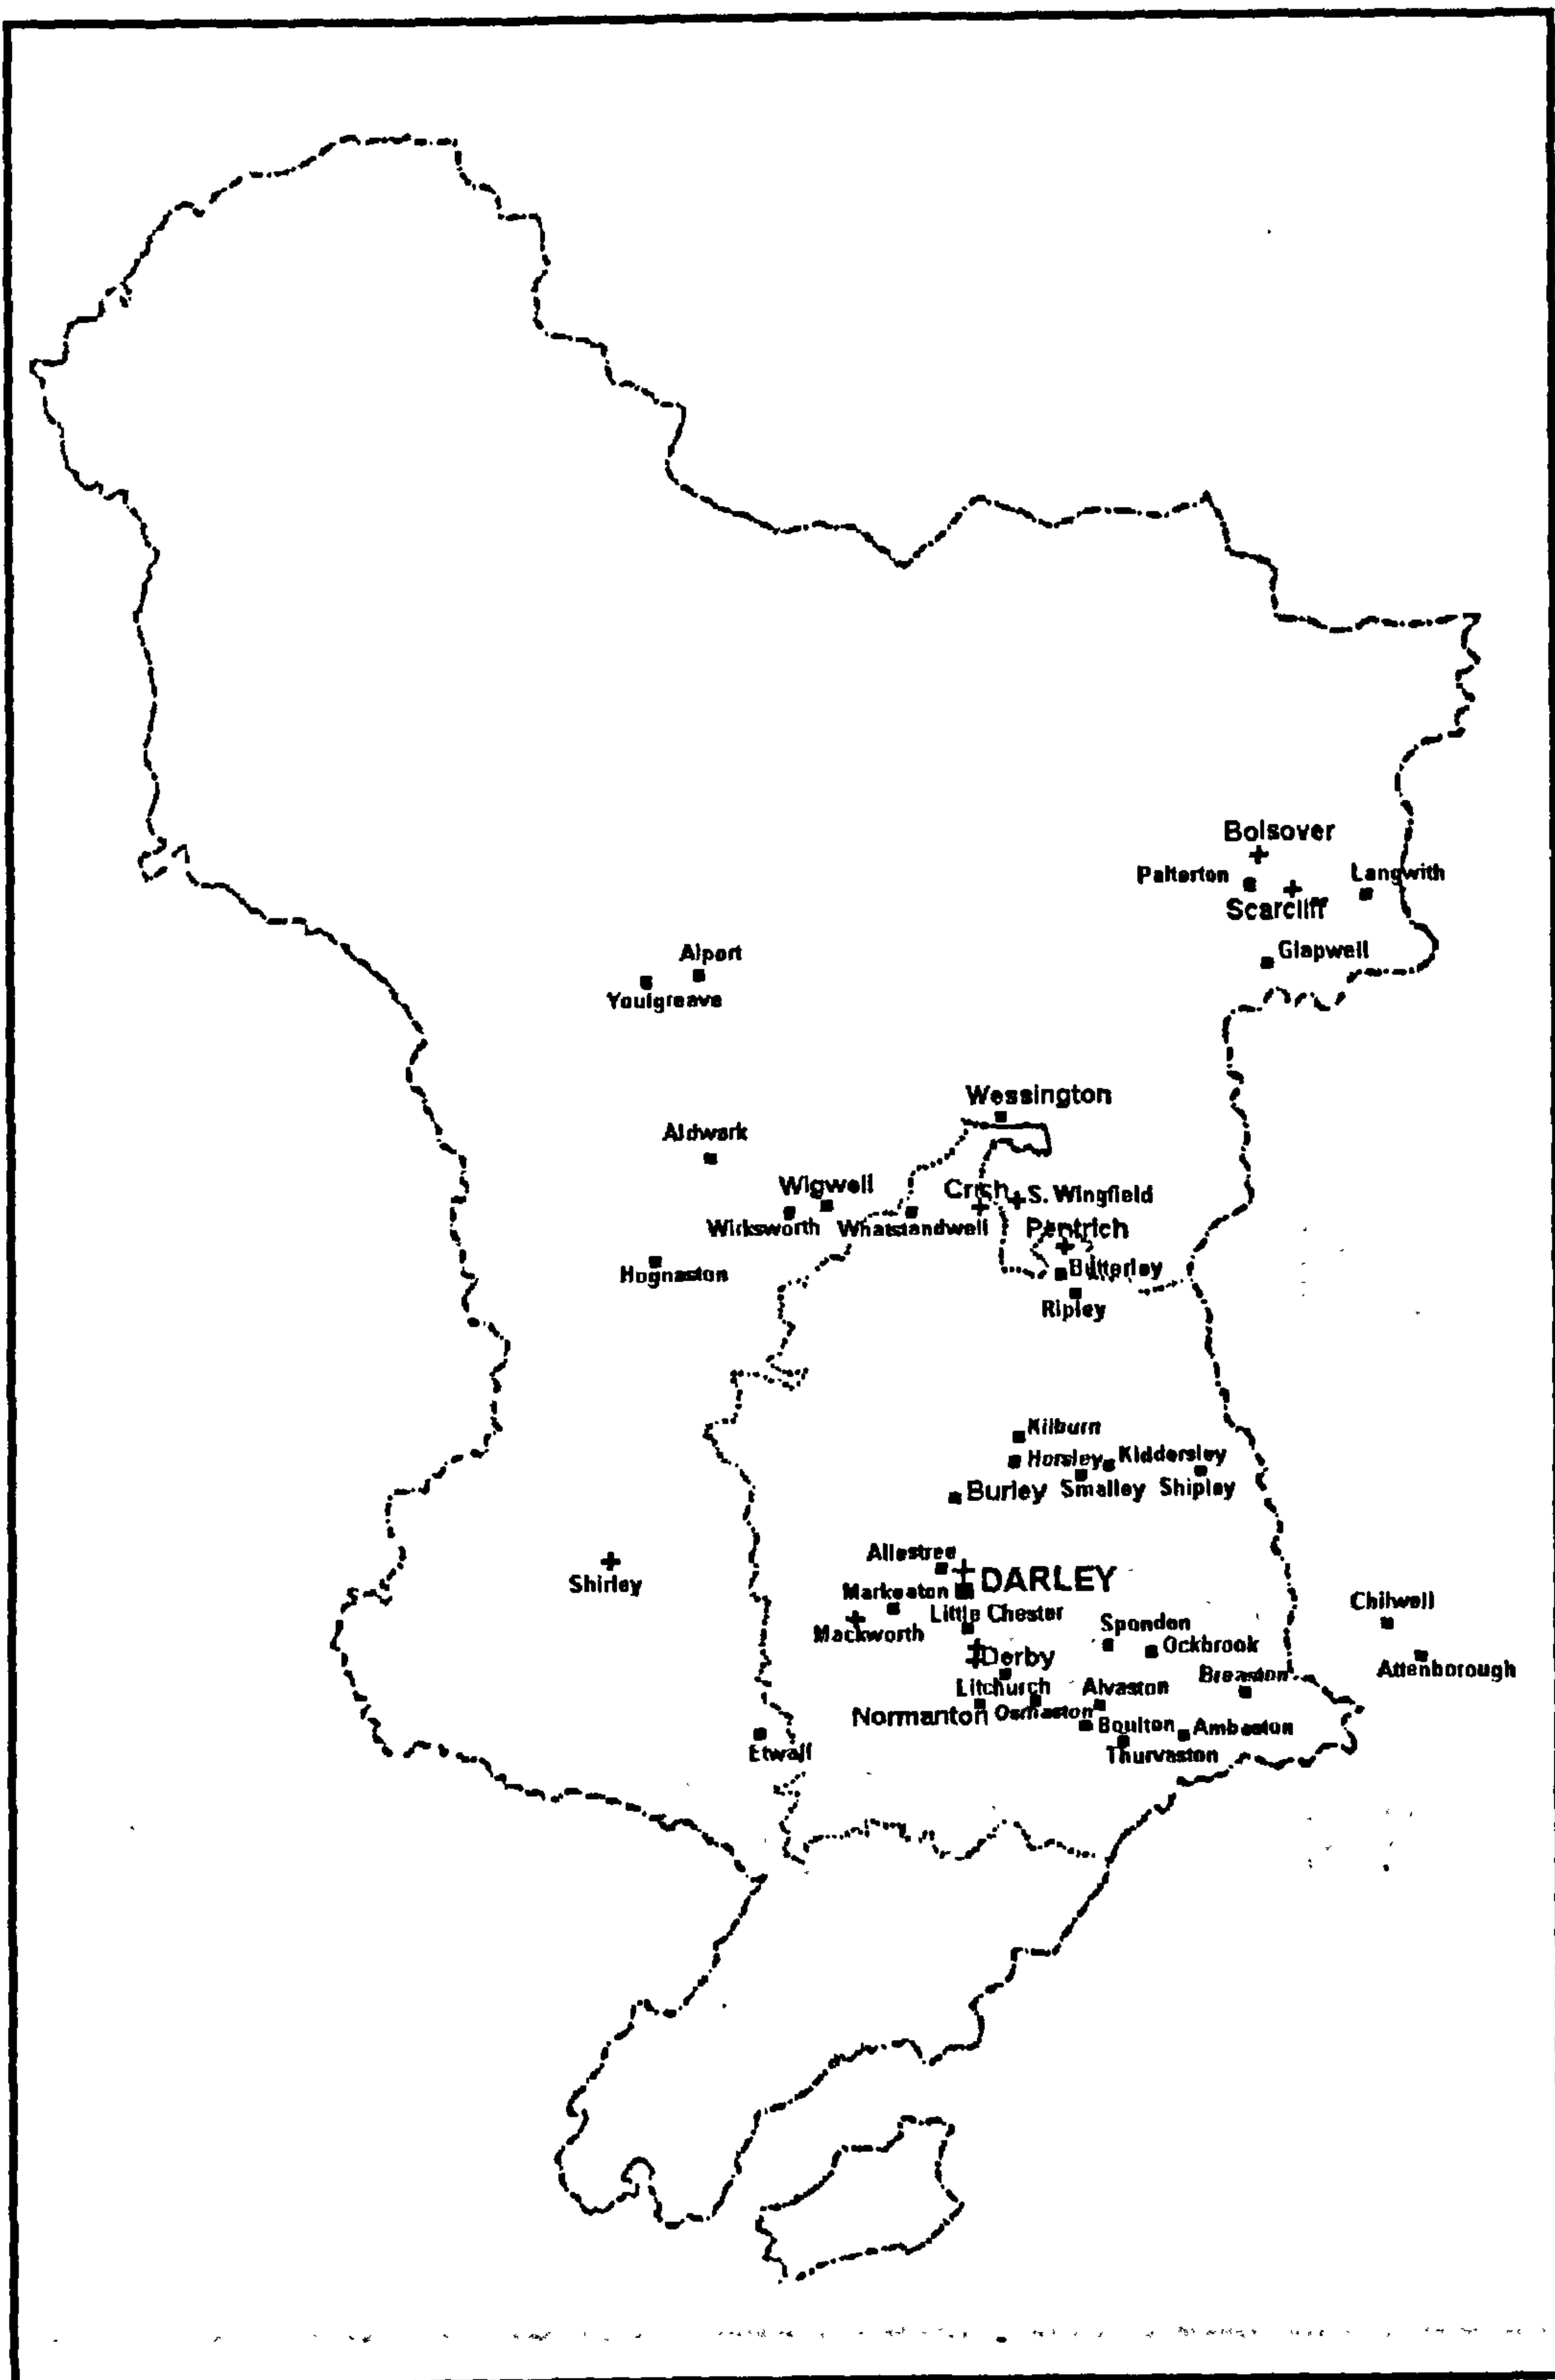 Bolsover
Palterton
Langwith
Scarcliff
Glapwell
Alport
Youlgreave
Wessington
Aldwark
Wigwell
Crich
S. Wingfield
Wirksworth
Whatstandwell
Pentrich
Hognaston
Butterley
Ripley
Kilburn
Horsley
Kiddersley
Burley
Smalley
Shipley
Allestree
DARLEY
Shirley
Markeaton
Little Chester
Chilwell
Mackworth
Spondon
Ockbrook
Derby
Attenborough
Breaston
Litchurch
Alvaston
Normanton
Osmaston
Boulton
Ambaston
Etwall
Thurvaston